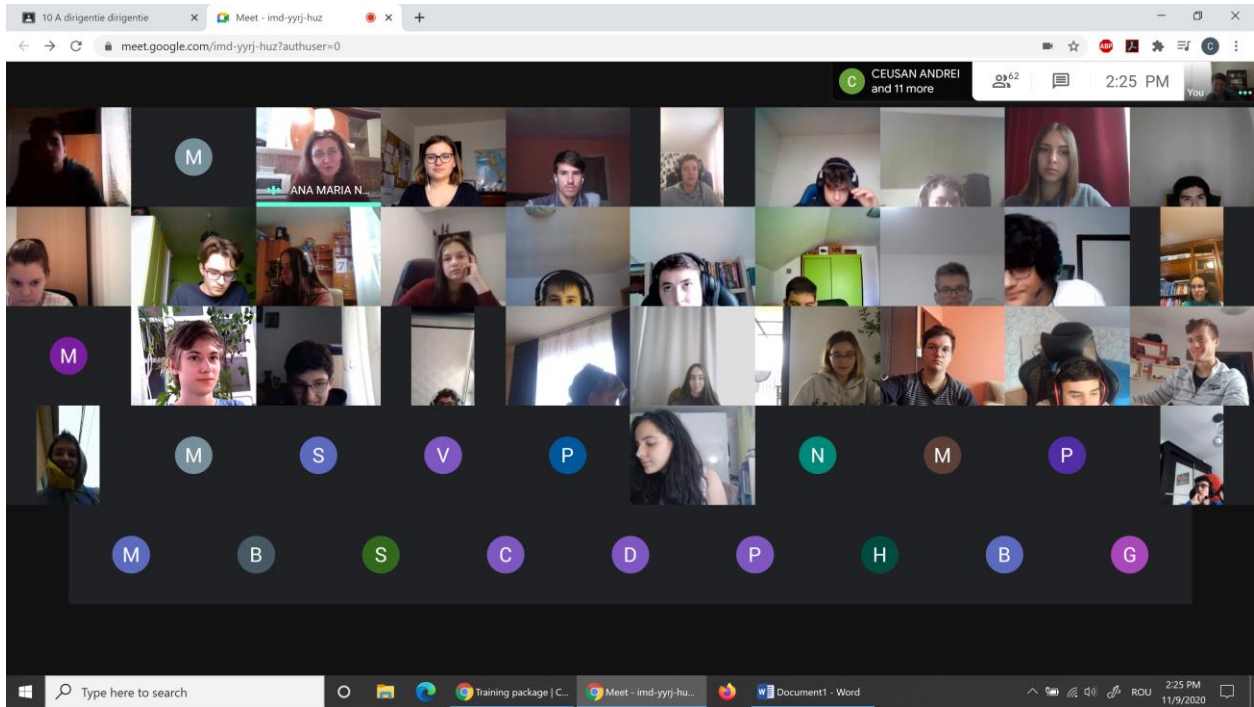 10 A dirigentie dirigentie
Meet - imd-yyrj-huz
meet.google.com/imd-yyrj-huz?authuser=0
ABP
C
C
CEUSAN ANDREI
and 11 more
62
2:25 PM
You
M
ANA MARIA N...
7
M
M
S
V
P
N
M
P
M
B
S
C
D
P
H
B
G
Type here to search
Training package | C...
Meet - imd-yyrj-hu...
Document1 - Word
ROU
2:25 PM
11/9/2020